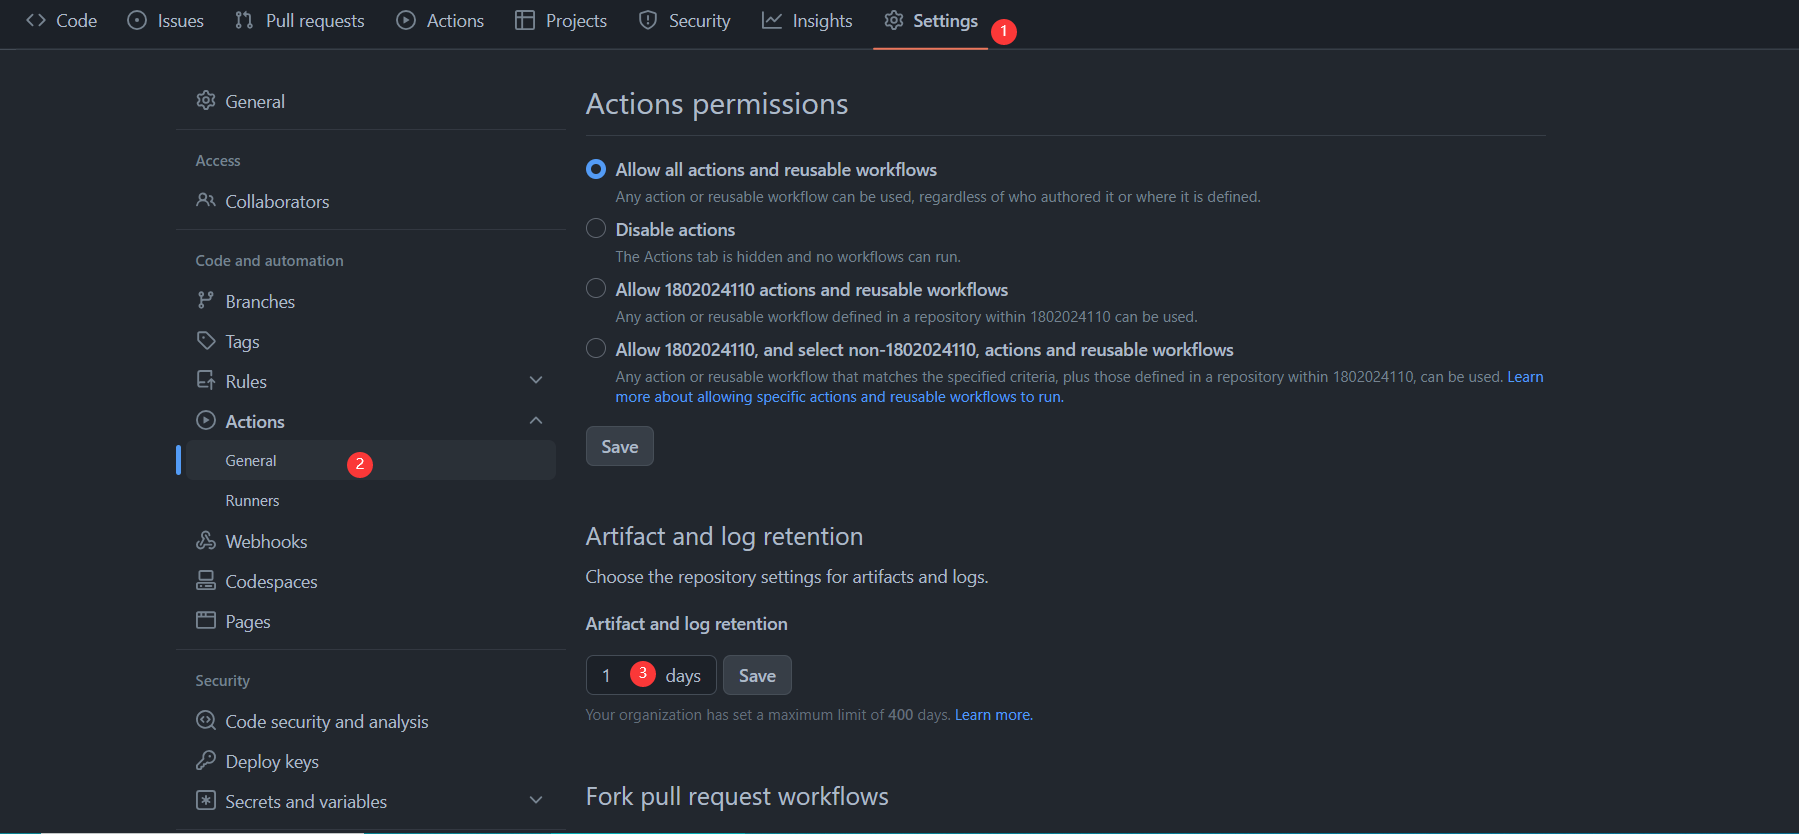 Code Issues Pull requests Actions Projects Security Insights Settings 1
General
Access
Collaborators
Code and automation
Branches
Tags
Rules
Actions
General 2
Runners
Webhooks
Codespaces
Pages
Security
Code security and analysis
Deploy keys
Secrets and variables
Actions permissions
Allow all actions and reusable workflows
Any action or reusable workflow can be used, regardless of who authored it or where it is defined.
Disable actions
The Actions tab is hidden and no workflows can run.
Allow 1802024110 actions and reusable workflows
Any action or reusable workflow defined in a repository within 1802024110 can be used.
Allow 1802024110, and select non-1802024110, actions and reusable workflows
Any action or reusable workflow that matches the specified criteria, plus those defined in a repository within 1802024110, can be used. Learn
more about allowing specific actions and reusable workflows to run.
Save
Artifact and log retention
Choose the repository settings for artifacts and logs.
Artifact and log retention
1 3 days Save
Your organization has set a maximum limit of 400 days. Learn more.
Fork pull request workflows